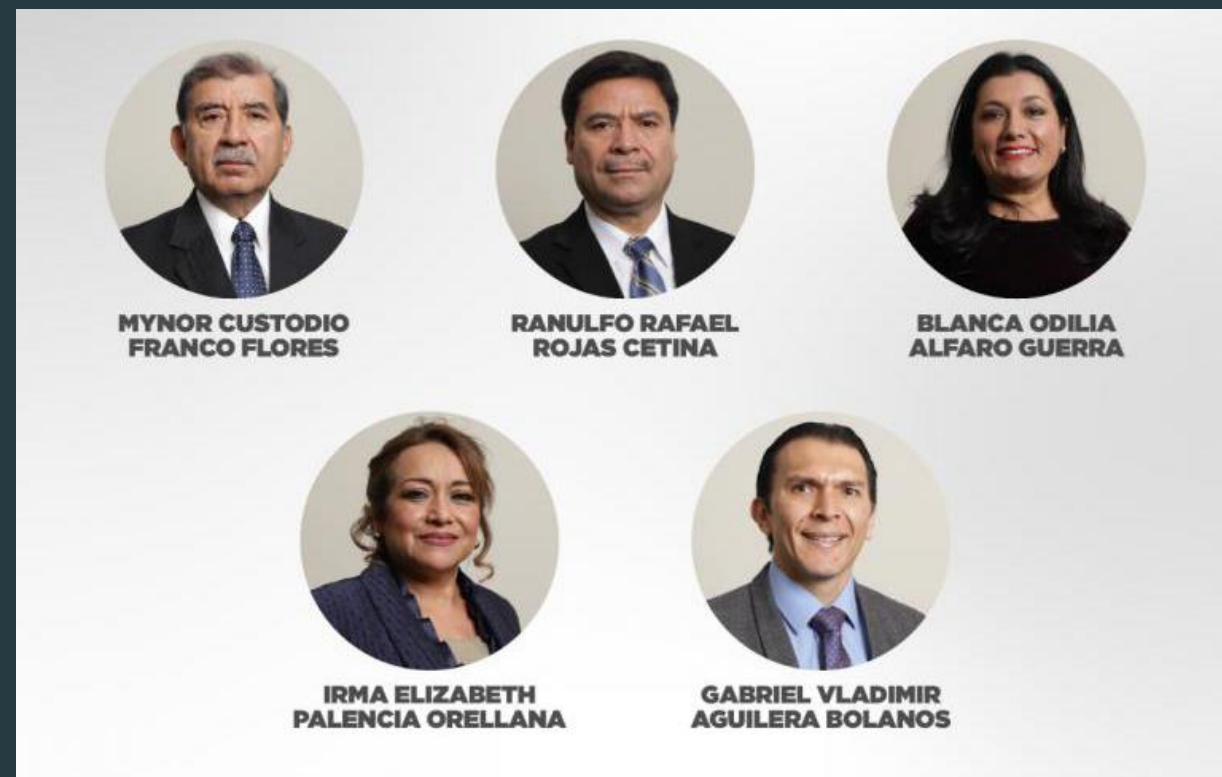 MYNOR CUSTODIO
FRANCO FLORES
RANULFO RAFAEL
ROJAS CETINA
BLANCA ODILIA
ALFARO GUERRA
IRMA ELIZABETH
PALENCIA ORELLANA
GABRIEL VLADIMIR
AGUILERA BOLANOS